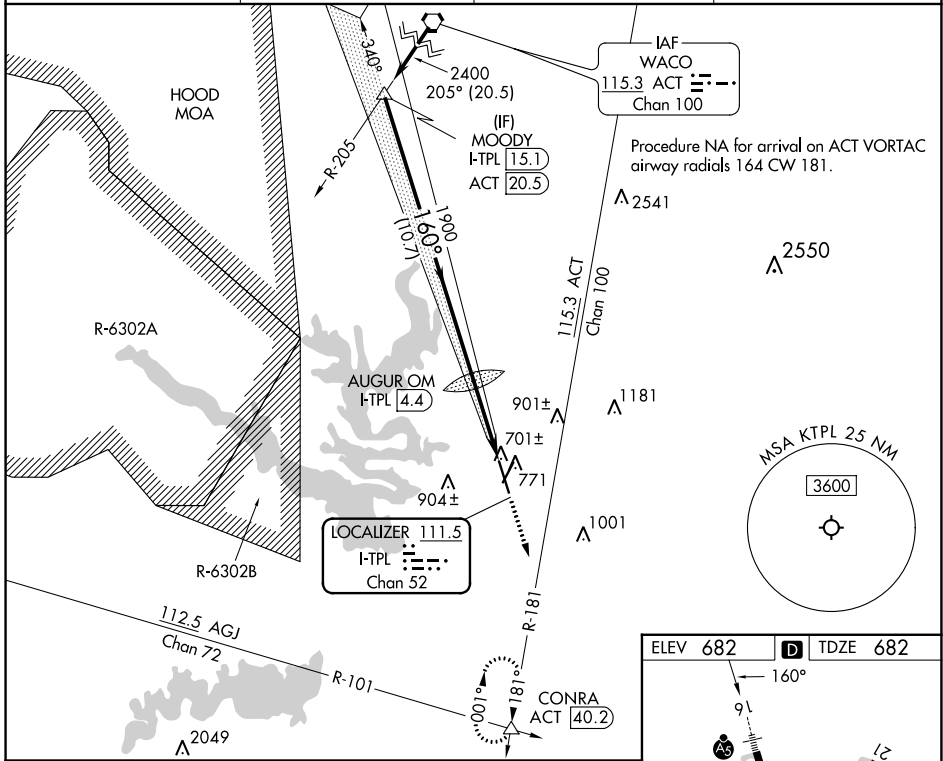 340°
2400
205° (20.5)
IAF
WACO
115.3 ACT
Chan 100
HOOD
MOA
(IF)
MOODY
I-TPL 15.1
ACT 20.5
Procedure NA for arrival on ACT VORTAC
airway radials 164 CW 181.
R-205
2541
1900
160°
(10.7)
2550
115.3 ACT
Chan 100
R-6302A
AUGUR OM
I-TPL 4.4
901±
1181
701±
771
904±
MSA KTPL 25 NM
3600
LOCALIZER 111.5
I-TPL
Chan 52
1001
R-6302B
R-181
112.5 AGJ
Chan 72
R-101
001°
181°
CONRA
ACT 40.2
2049
ELEV 682 D TDZE 682
160°
16
A5
21